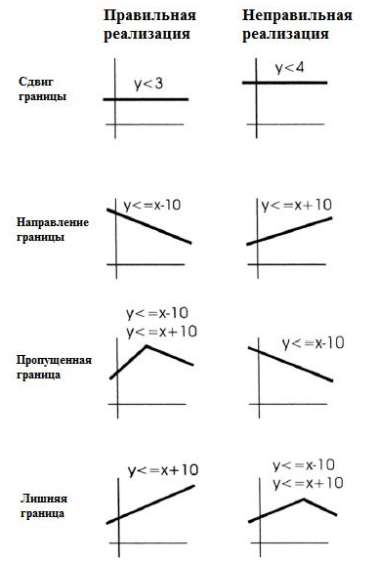 Правильная
реализация
Неправильная
реализация
Сдвиг
границы
y<3
y<4
Направление
границы
y<=x-10
y<=x+10
Пропущенная
граница
y<=x-10
y<=x+10
y<=x-10
Лишняя
граница
y<=x+10
y<=x-10
y<=x+10